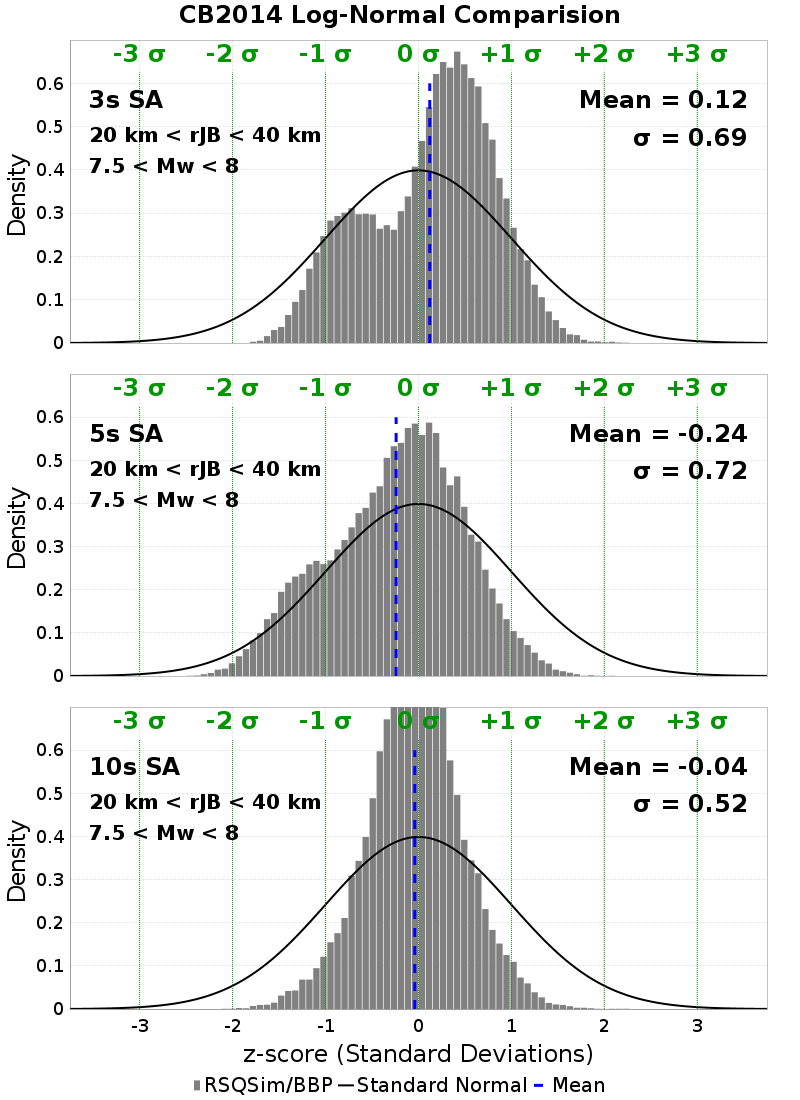 CB2014 Log-Normal Comparision
-3 σ -2 σ -1 σ 0 σ +1 σ +2 σ +3 σ
3s SA
20 km < rJB < 40 km
7.5 < Mw < 8
Mean = 0.12
σ = 0.69
Density
0.6
0.5
0.4
0.3
0.2
0.1
0
-3 σ -2 σ -1 σ 0 σ +1 σ +2 σ +3 σ
5s SA
20 km < rJB < 40 km
7.5 < Mw < 8
Mean = -0.24
σ = 0.72
Density
0.6
0.5
0.4
0.3
0.2
0.1
0
-3 σ -2 σ -1 σ 0 σ +1 σ +2 σ +3 σ
10s SA
20 km < rJB < 40 km
7.5 < Mw < 8
Mean = -0.04
σ = 0.52
Density
0.6
0.5
0.4
0.3
0.2
0.1
0
-3 -2 -1 0 1 2 3
z-score (Standard Deviations)
RSQSim/BBP Standard Normal Mean